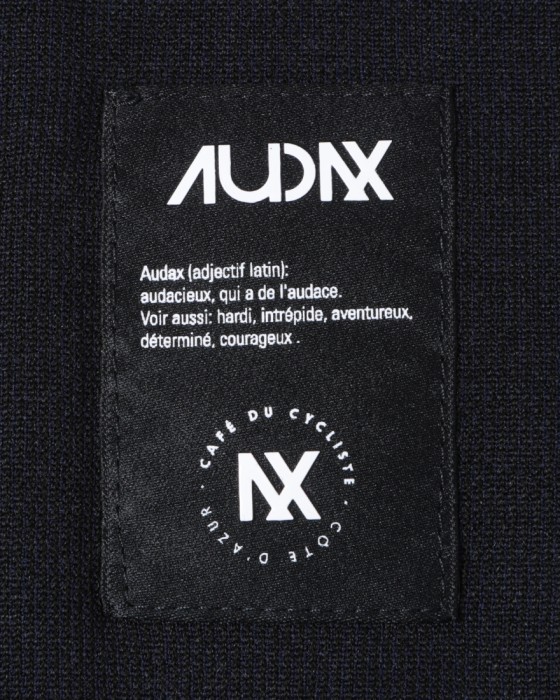 AUDAX
Audax (adjectif latin):
audacieux, qui a de l'audace.
Voir aussi: hardi, intrépide, aventureux,
déterminé, courageux .
· CAFÉ DU CYCLISTE ·
AX
CÔTE D'AZUR